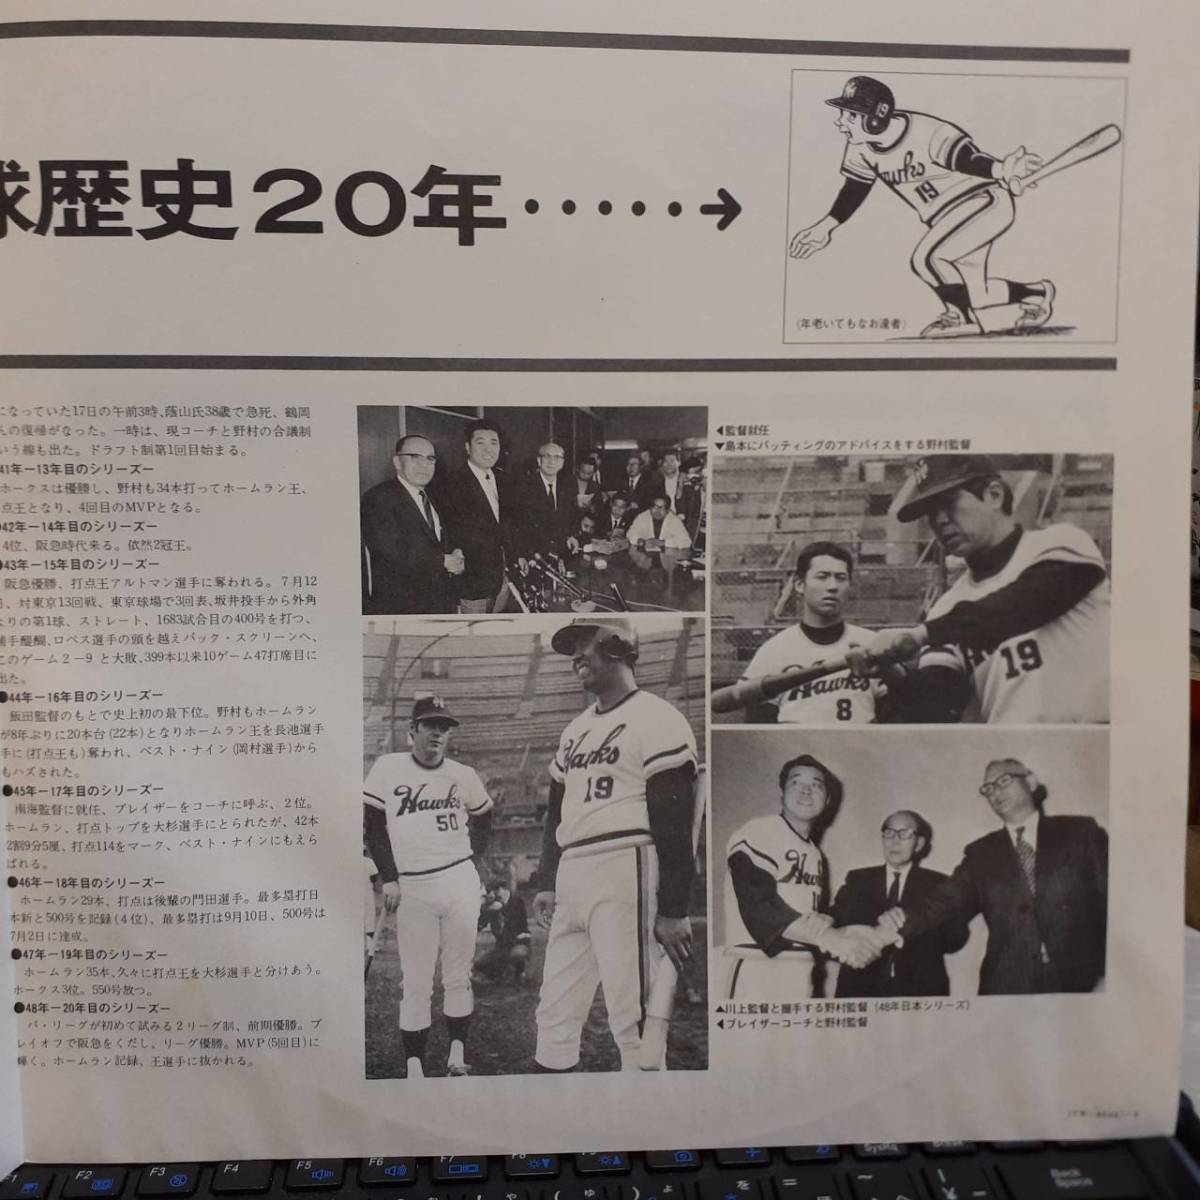 歴史20年‥‥‥→
(年老いてもなお達者)
になっていた17日の午前3時、蔭山氏38歳で急死、鶴岡
んの復帰がなった。一時は、現コーチと野村の合議制
いう線も出た。ドラフト制第1回目始まる。
41年ー13年目のシリーズー
ホークスは優勝し、野村も34本打ってホームラン王、
点王となり、4回目のMVPとなる。
42年ー14年目のシリーズー
4位、阪急時代来る。依然2冠王。
43年ー15年目のシリーズー
阪急優勝、打点王アルトマン選手に奪われる。7月12
、対東京13回戦、東京球場で3回表、坂井投手から外角
よりの第1球、ストレート、1683試合目の400号を打つ、
手醍醐、ロペス選手の頭を越えバック・スクリーンへ、
このゲーム2−9と大敗、399本以来10ゲーム47打席目に
出た。
●44年ー16年目のシリーズー
飯田監督のもとで史上初の最下位。野村もホームラン
が8年ぶりに20本台(22本)となりホームラン王を長池選手
手に(打点王も)奪われ、ベスト・ナイン(岡村選手)から
もハズされた。
●45年ー17年目のシリーズー
南海監督に就任、ブレイザーをコーチに呼ぶ、2位。
ホームラン、打点トップを大杉選手にとられたが、42本
2割9分5厘、打点114をマーク、ベスト・ナインにもえら
ばれる。
●46年ー18年目のシリーズー
ホームラン29本、打点は後輩の門田選手。最多塁打日
本新と500号を記録(4位)、最多塁打は9月10日、500号は
7月2日に達成。
●47年ー19年目のシリーズー
ホームラン35本、久々に打点王を大杉選手と分けあう。
ホークス3位。550号放つ。
●48年ー20年目のシリーズー
パ・リーグが初めて試みる2リーグ制、前期優勝。プ
レイオフで阪急をくだし、リーグ優勝。MVP(5回目)に
輝く。ホームラン記録、王選手に抜かれる。
◀監督就任
▼島本にバッティングのアドバイスをする野村監督
▲川上監督と握手する野村監督(48年日本シリーズ)
◀ブレイザーコーチと野村監督
Hawks
19
Hawks
50
Hawks
19
Hawks
8
19
F2
F3
F4
F5
F6
F7
Back
Space